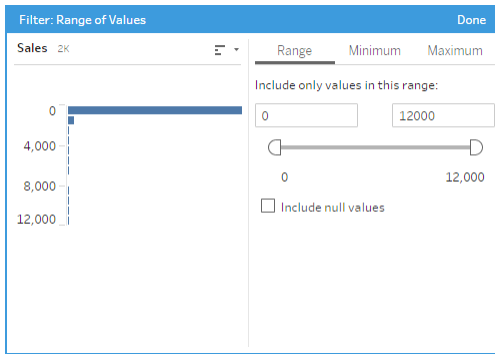 Filter: Range of Values Done
Sales 2K
Range Minimum Maximum
Include only values in this range:
0 12000
0 12,000
Include null values
0
4,000
8,000
12,000